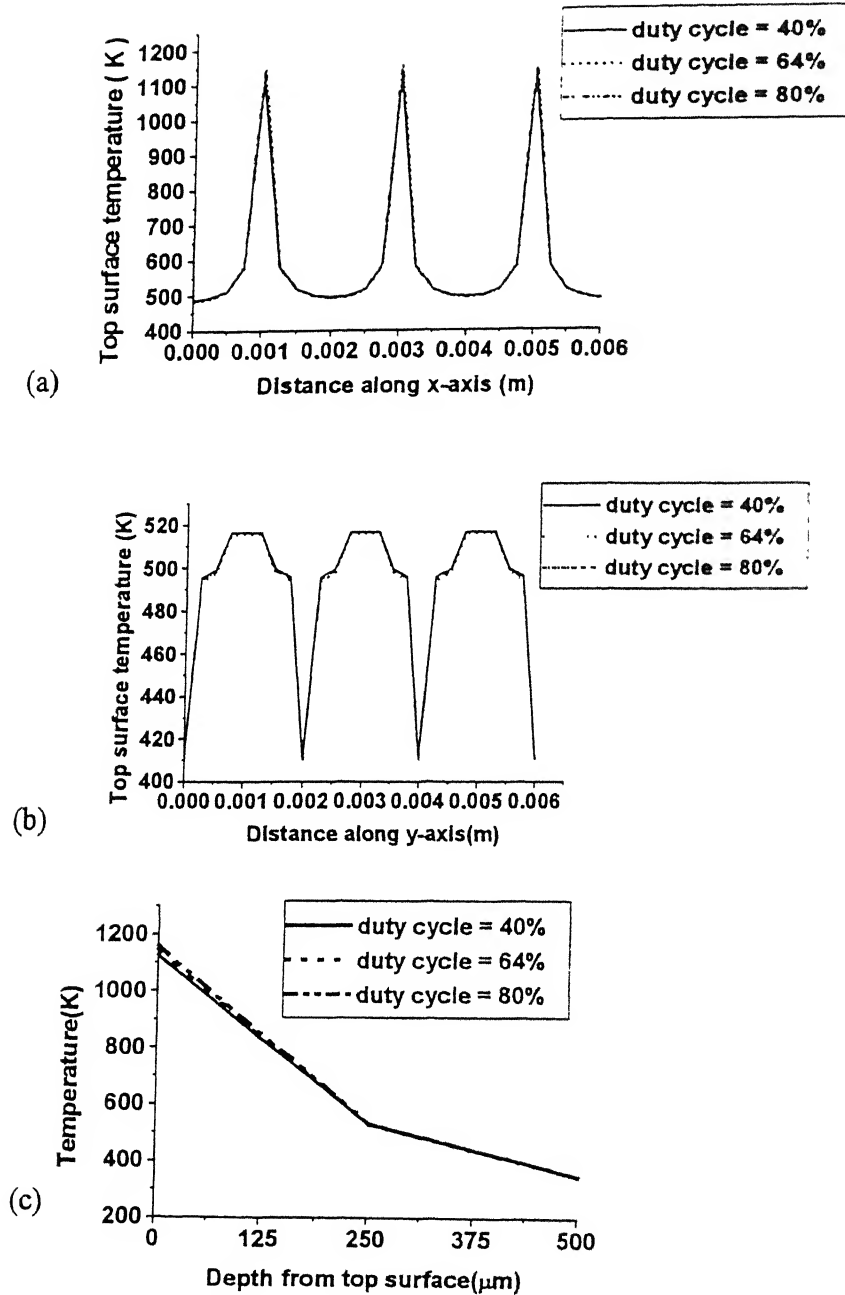 duty cycle = 40%
duty cycle = 64%
duty cycle = 80%
Top surface temperature ( K )
1200
1100
1000
900
800
700
600
500
400
0.000 0.001 0.002 0.003 0.004 0.005 0.006
Distance along x-axis (m)
(a)
duty cycle = 40%
duty cycle = 64%
duty cycle = 80%
Top surface temperature (K)
520
500
480
460
440
420
400
0.000 0.001 0.002 0.003 0.004 0.005 0.006
Distance along y-axis(m)
(b)
duty cycle = 40%
duty cycle = 64%
duty cycle = 80%
Temperature(K)
1200
1000
800
600
400
200
0 125 250 375 500
Depth from top surface(μm)
(c)